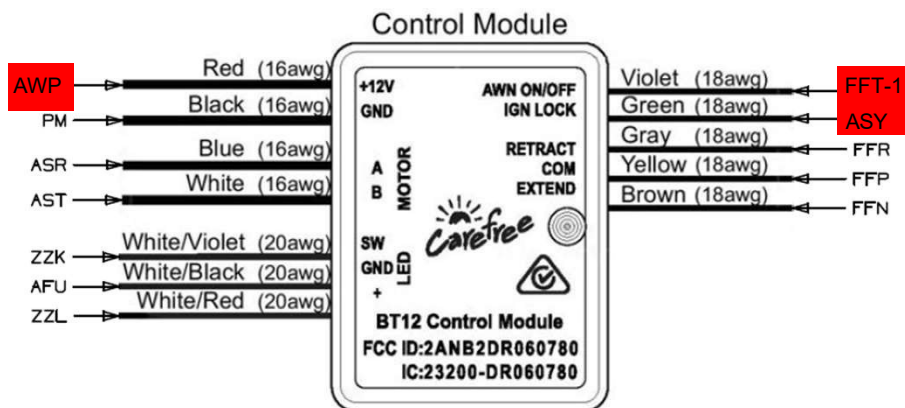 Control Module
AWP Red (16awg) +12V
PM Black (16awg) GND
ASR Blue (16awg) A
AST White (16awg) B
MOTOR
ZZK White/Violet (20awg) SW
AFU White/Black (20awg) GND
ZZL White/Red (20awg) +
LED
AWN ON/OFF Violet (18awg) FFT-1
IGN LOCK Green (18awg) ASY
RETRACT Gray (18awg) FFR
COM Yellow (18awg) FFP
EXTEND Brown (18awg) FFN
Carefree
BT12 Control Module
FCC ID:2ANB2DR060780
IC:23200-DR060780